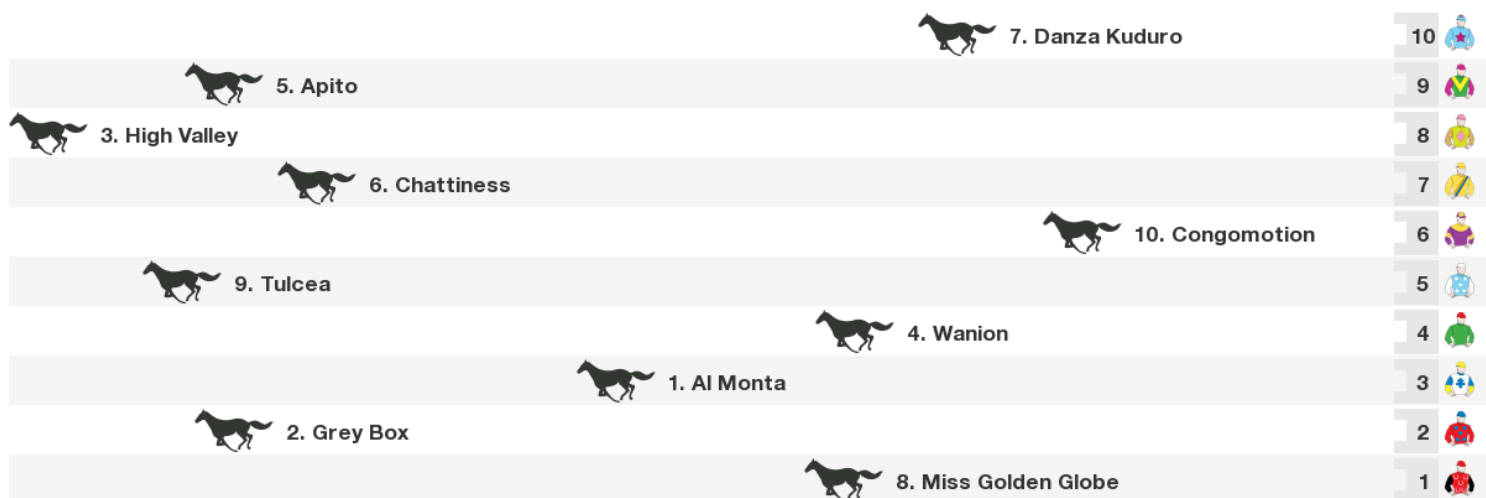 7. Danza Kuduro 10
5. Apito 9
3. High Valley 8
6. Chattiness 7
10. Congomotion 6
9. Tulcea 5
4. Wanion 4
1. Al Monta 3
2. Grey Box 2
8. Miss Golden Globe 1